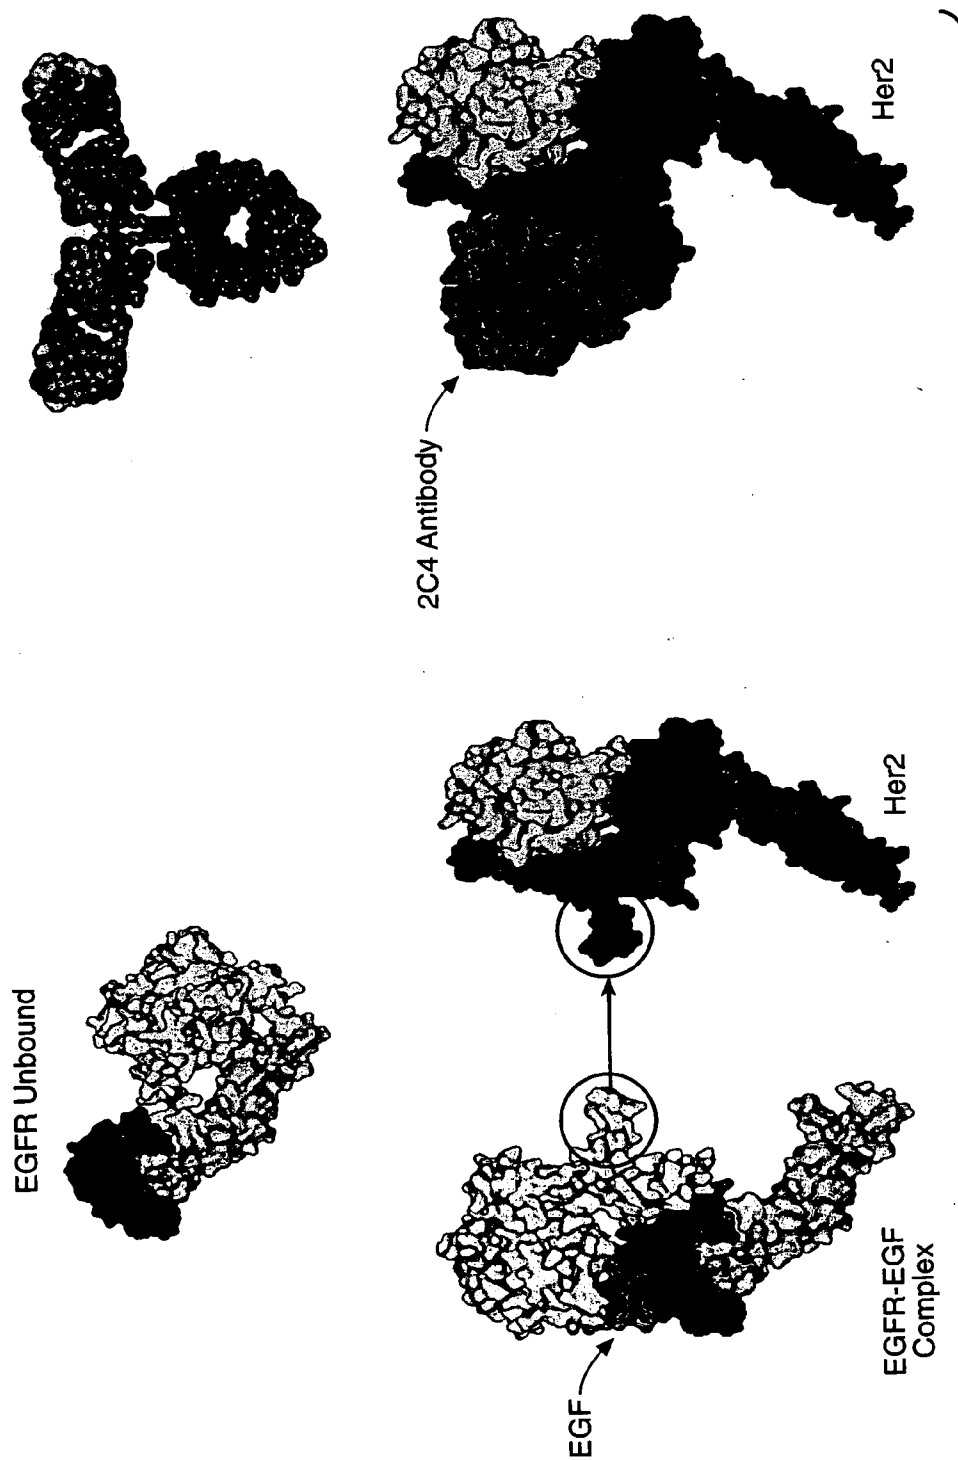 EGFR Unbound
EGF
EGFR-EGF
Complex
Her2
2C4 Antibody
Her2